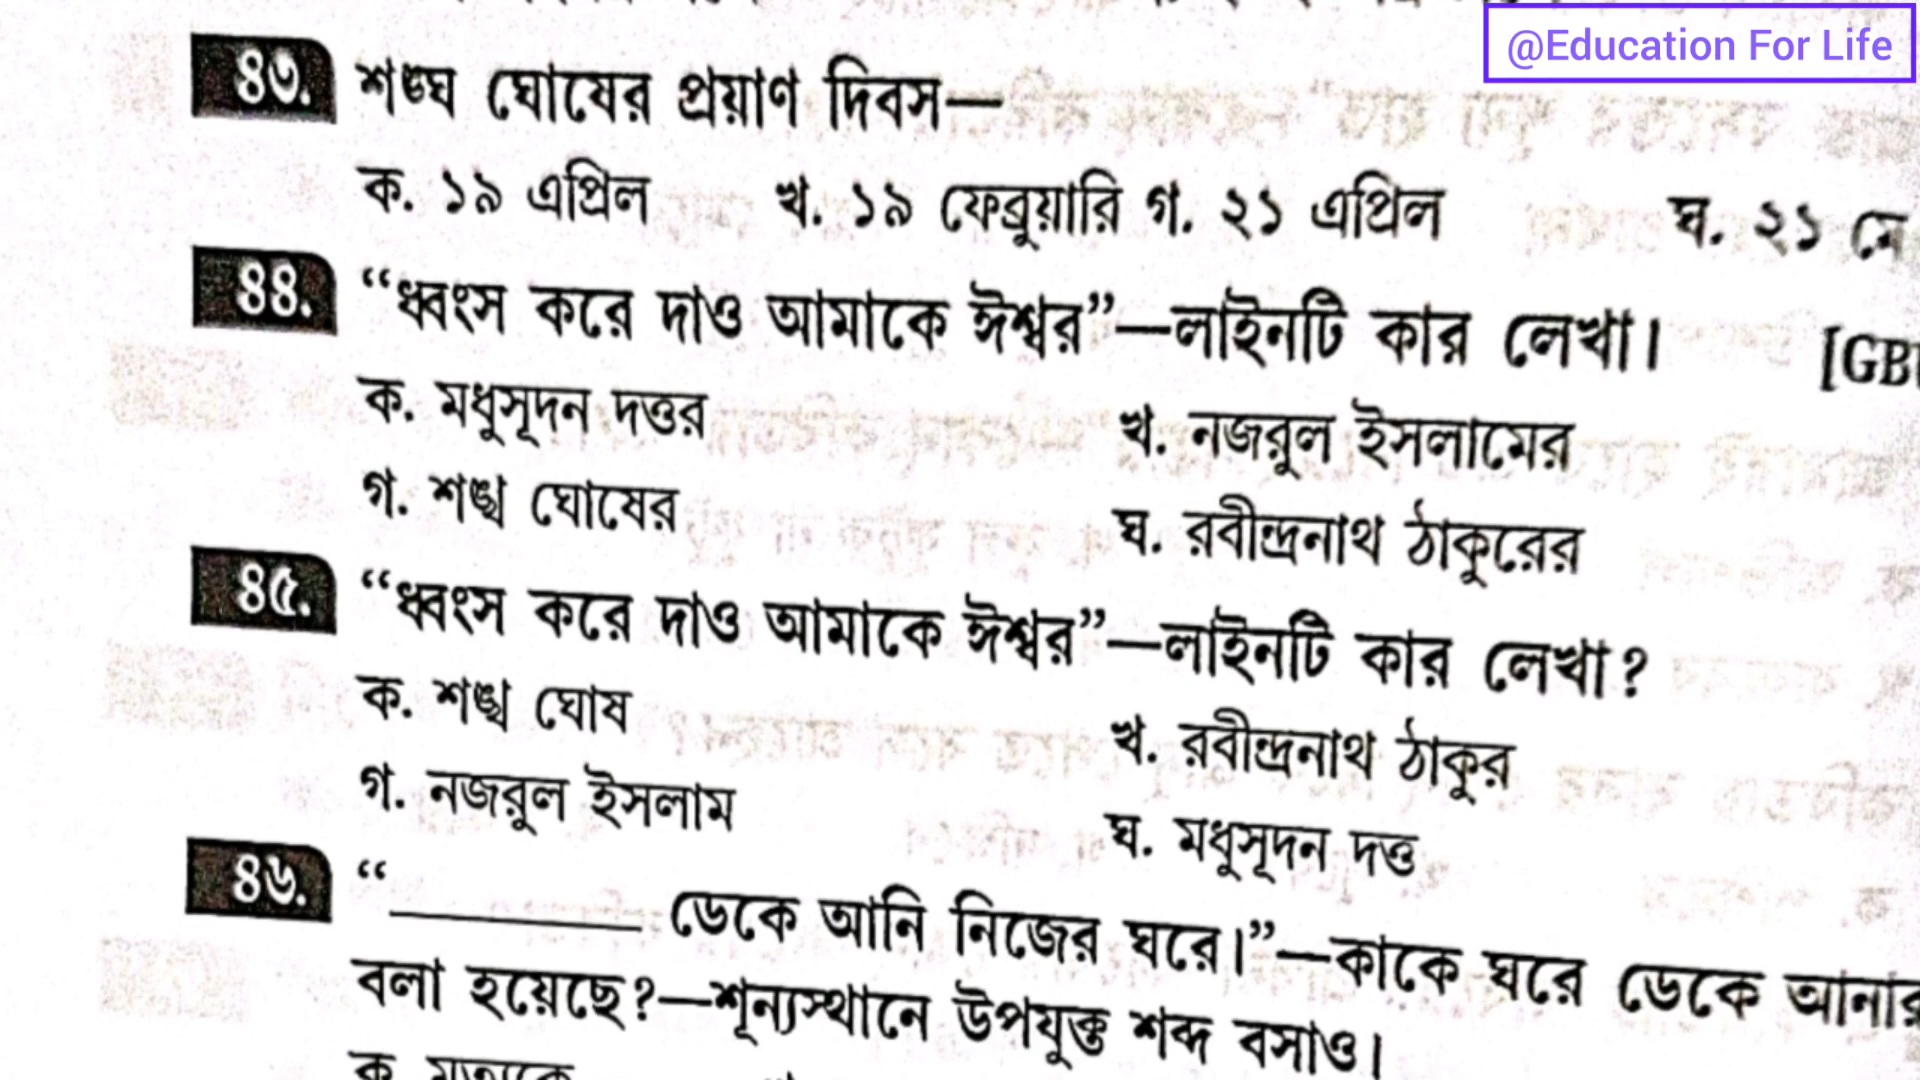 @Education For Life
৪৩. শঙ্ঘ ঘোষের প্রয়াণ দিবস—
ক. ১৯ এপ্রিল খ. ১৯ ফেব্রুয়ারি গ. ২১ এপ্রিল ঘ. ২১ মে
৪৪. “ধ্বংস করে দাও আমাকে ঈশ্বর”—লাইনটি কার লেখা। [GB
ক. মধুসূদন দত্তর খ. নজরুল ইসলামের
গ. শঙ্খ ঘোষের ঘ. রবীন্দ্রনাথ ঠাকুরের
৪৫. “ধ্বংস করে দাও আমাকে ঈশ্বর”—লাইনটি কার লেখা?
ক. শঙ্খ ঘোষ খ. রবীন্দ্রনাথ ঠাকুর
গ. নজরুল ইসলাম ঘ. মধুসূদন দত্ত
৪৬. “__________ ডেকে আনি নিজের ঘরে।”—কাকে ঘরে ডেকে আনার
বলা হয়েছে?—শূন্যস্থানে উপযুক্ত শব্দ বসাও।
ক